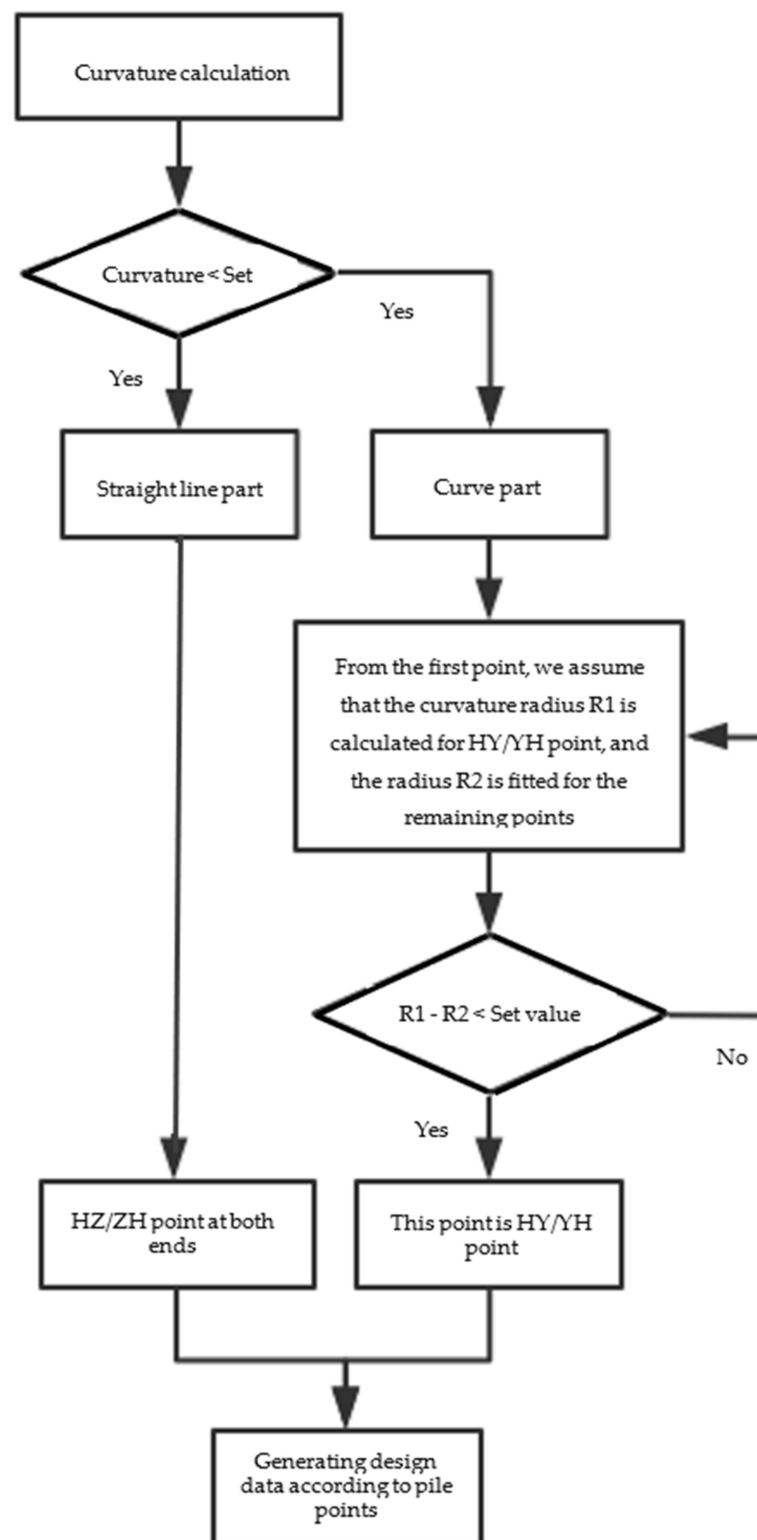 Curvature calculation
Curvature < Set
Yes
Yes
Straight line part
Curve part
From the first point, we assume
that the curvature radius R1 is
calculated for HY/YH point, and
the radius R2 is fitted for the
remaining points
R1 - R2 < Set value
No
Yes
HZ/ZH point at both
ends
This point is HY/YH
point
Generating design
data according to pile
points